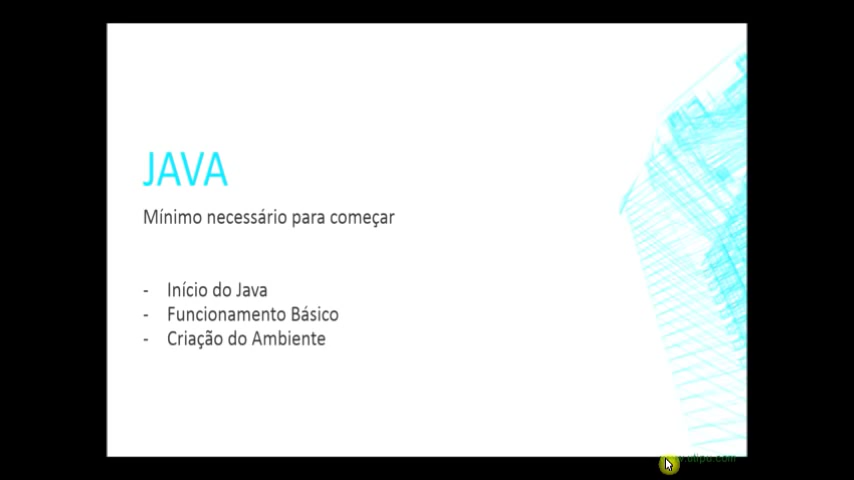 JAVA
Mínimo necessário para começar
- Início do Java
- Funcionamento Básico
- Criação do Ambiente